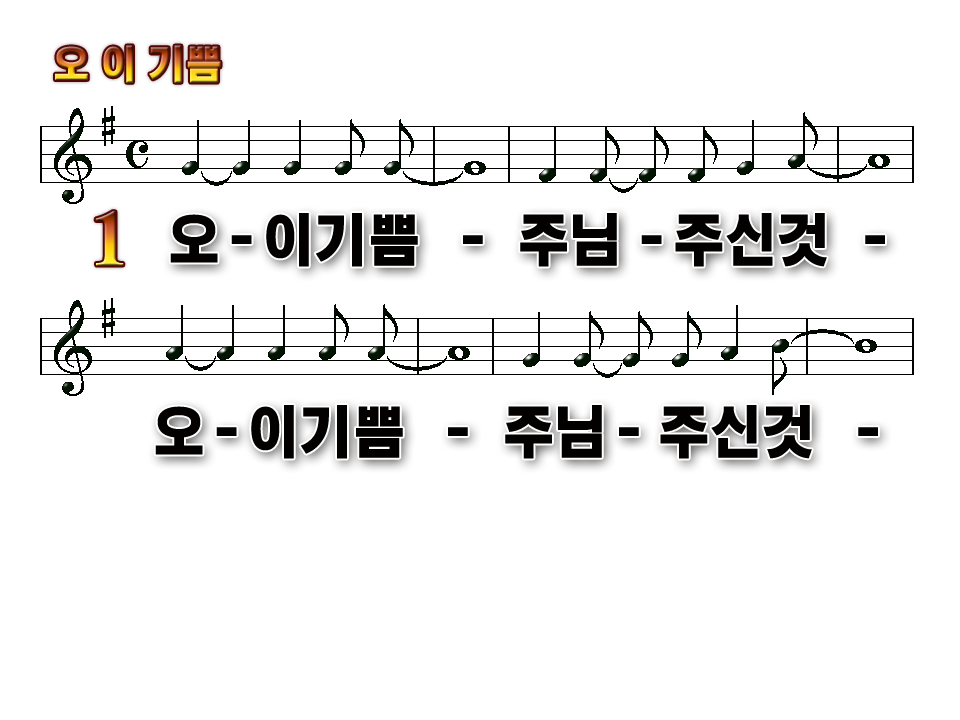 오 이 기쁨
1 오 - 이기쁨 - 주님 - 주신것 -
오 - 이기쁨 - 주님 - 주신것 -